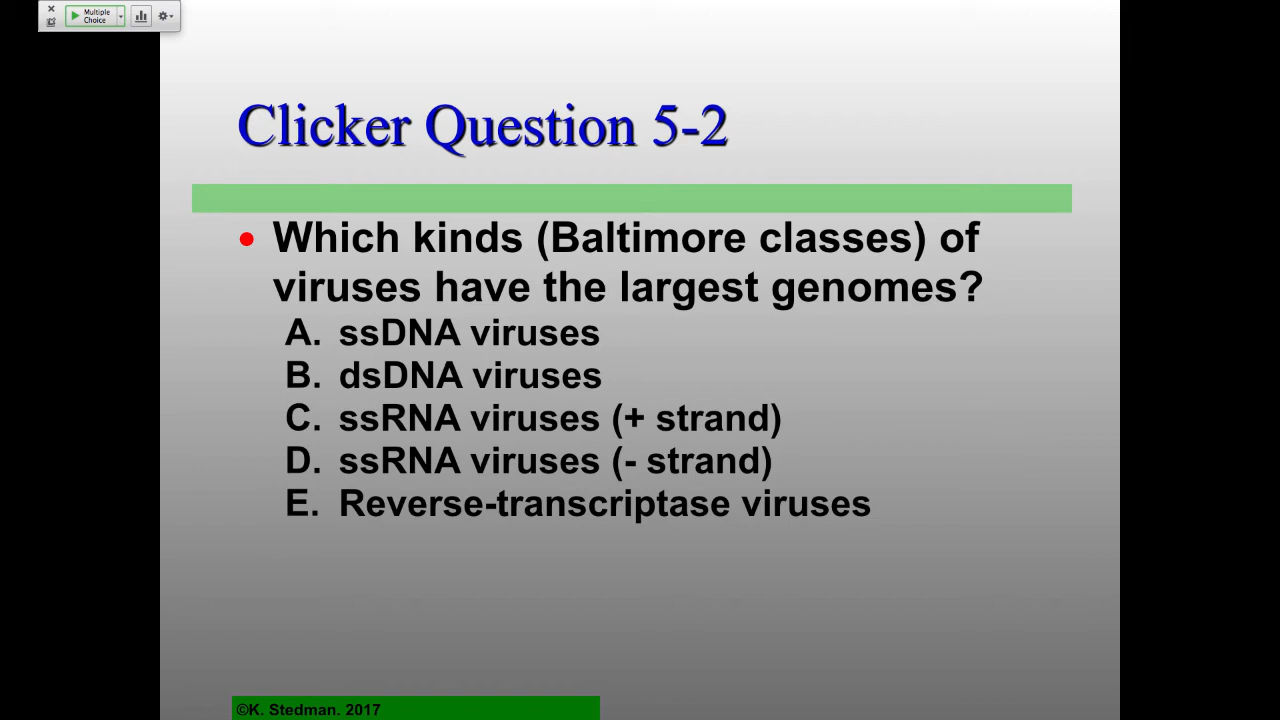 Multiple
Choice
Clicker Question 5-2
• Which kinds (Baltimore classes) of
viruses have the largest genomes?
A. ssDNA viruses
B. dsDNA viruses
C. ssRNA viruses (+ strand)
D. ssRNA viruses (- strand)
E. Reverse-transcriptase viruses
©K. Stedman. 2017